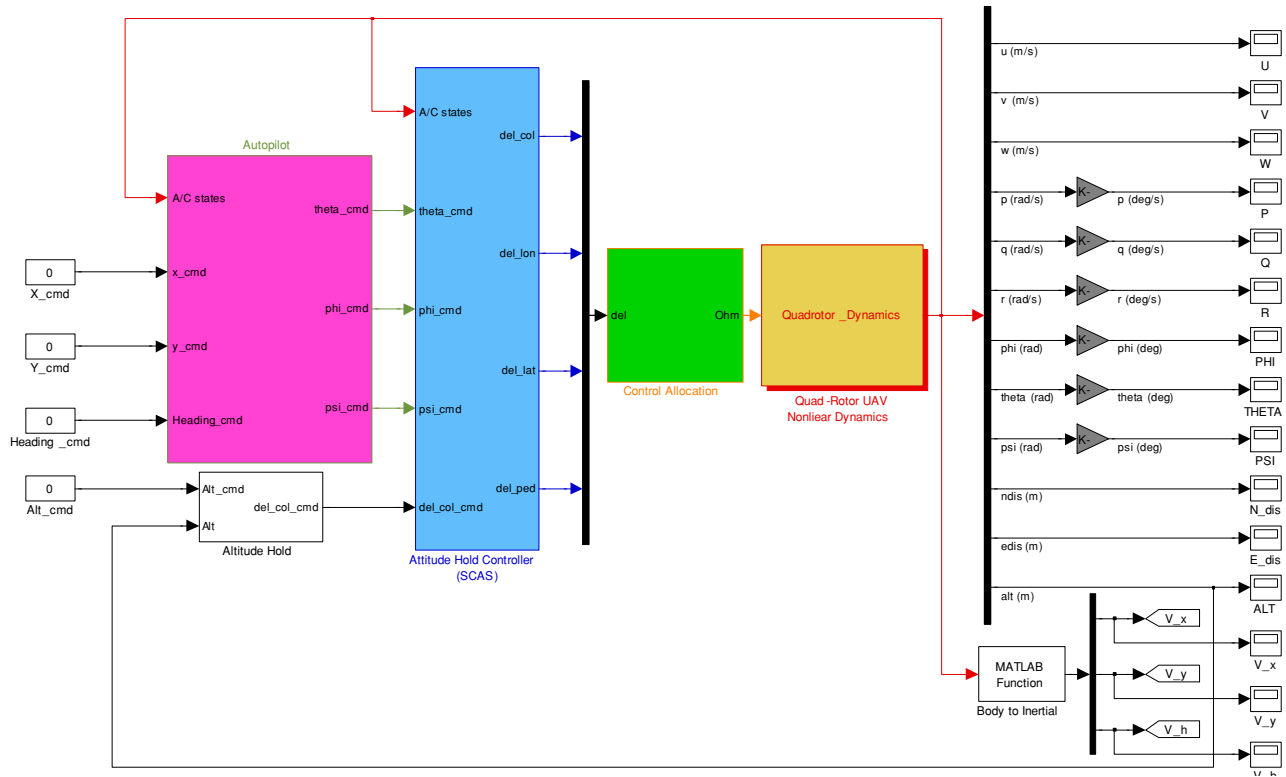 u (m/s)
U
v (m/s)
V
w (m/s)
W
Autopilot
A/C states
del_col
A/C states
theta_cmd
theta_cmd
p (rad/s)
K-
p (deg/s)
P
q (rad/s)
K-
q (deg/s)
Q
r (rad/s)
K-
r (deg/s)
R
0
X_cmd
x_cmd
del_lon
phi_cmd
phi_cmd
del
Ohm
Control Allocation
Quadrotor _Dynamics
Quad -Rotor UAV
Nonliear Dynamics
phi (rad)
K-
phi (deg)
PHI
0
Y_cmd
y_cmd
del_lat
theta (rad)
K-
theta (deg)
THETA
0
Heading _cmd
Heading_cmd
psi_cmd
psi_cmd
psi (rad)
K-
psi (deg)
PSI
0
Alt_cmd
Alt_cmd
Alt
del_col_cmd
Altitude Hold
del_ped
del_col_cmd
Attitude Hold Controller
(SCAS)
ndis (m)
N_dis
edis (m)
E_dis
alt (m)
ALT
MATLAB
Function
Body to Inertial
V_x
V_x
V_y
V_y
V_h
V_h